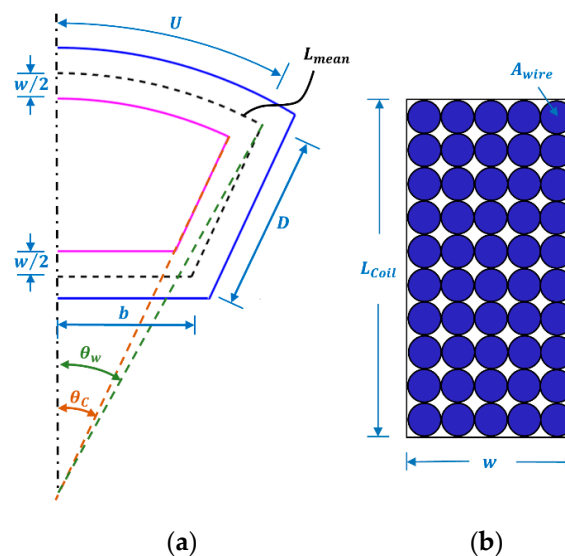 U
L_mean
w/2
D
w/2
b
θ_w
θ_C
(a)
A_wire
L_Coil
w
(b)